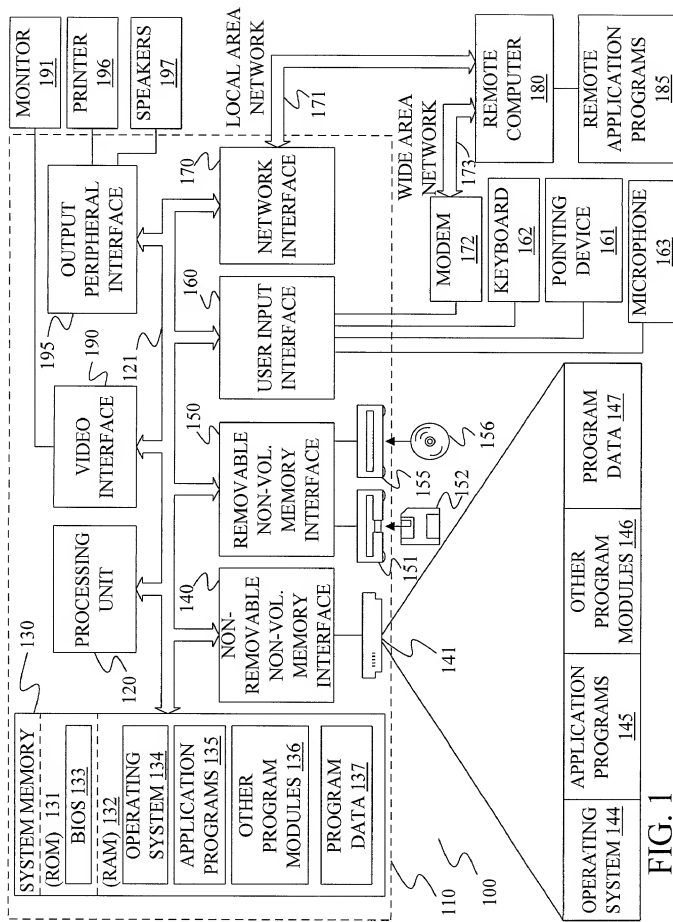 SYSTEM MEMORY
130
(ROM) 131
BIOS 133
(RAM) 132
OPERATING
SYSTEM 134
APPLICATION
PROGRAMS 135
OTHER
PROGRAM
MODULES 136
PROGRAM
DATA 137
PROCESSING
UNIT
120
VIDEO
INTERFACE
190
OUTPUT
PERIPHERAL
INTERFACE
195
121
MONITOR
191
PRINTER
196
SPEAKERS
197
NON-
REMOVABLE
NON-VOL.
MEMORY
INTERFACE
140
REMOVABLE
NON-VOL.
MEMORY
INTERFACE
150
USER INPUT
INTERFACE
160
NETWORK
INTERFACE
170
LOCAL AREA
NETWORK
171
141
151
152
155
156
110
100
WIDE AREA
NETWORK
173
MODEM
172
KEYBOARD
162
POINTING
DEVICE
161
MICROPHONE
163
REMOTE
COMPUTER
180
REMOTE
APPLICATION
PROGRAMS
185
OPERATING
SYSTEM 144
APPLICATION
PROGRAMS
145
OTHER
PROGRAM
MODULES 146
PROGRAM
DATA 147
FIG. 1